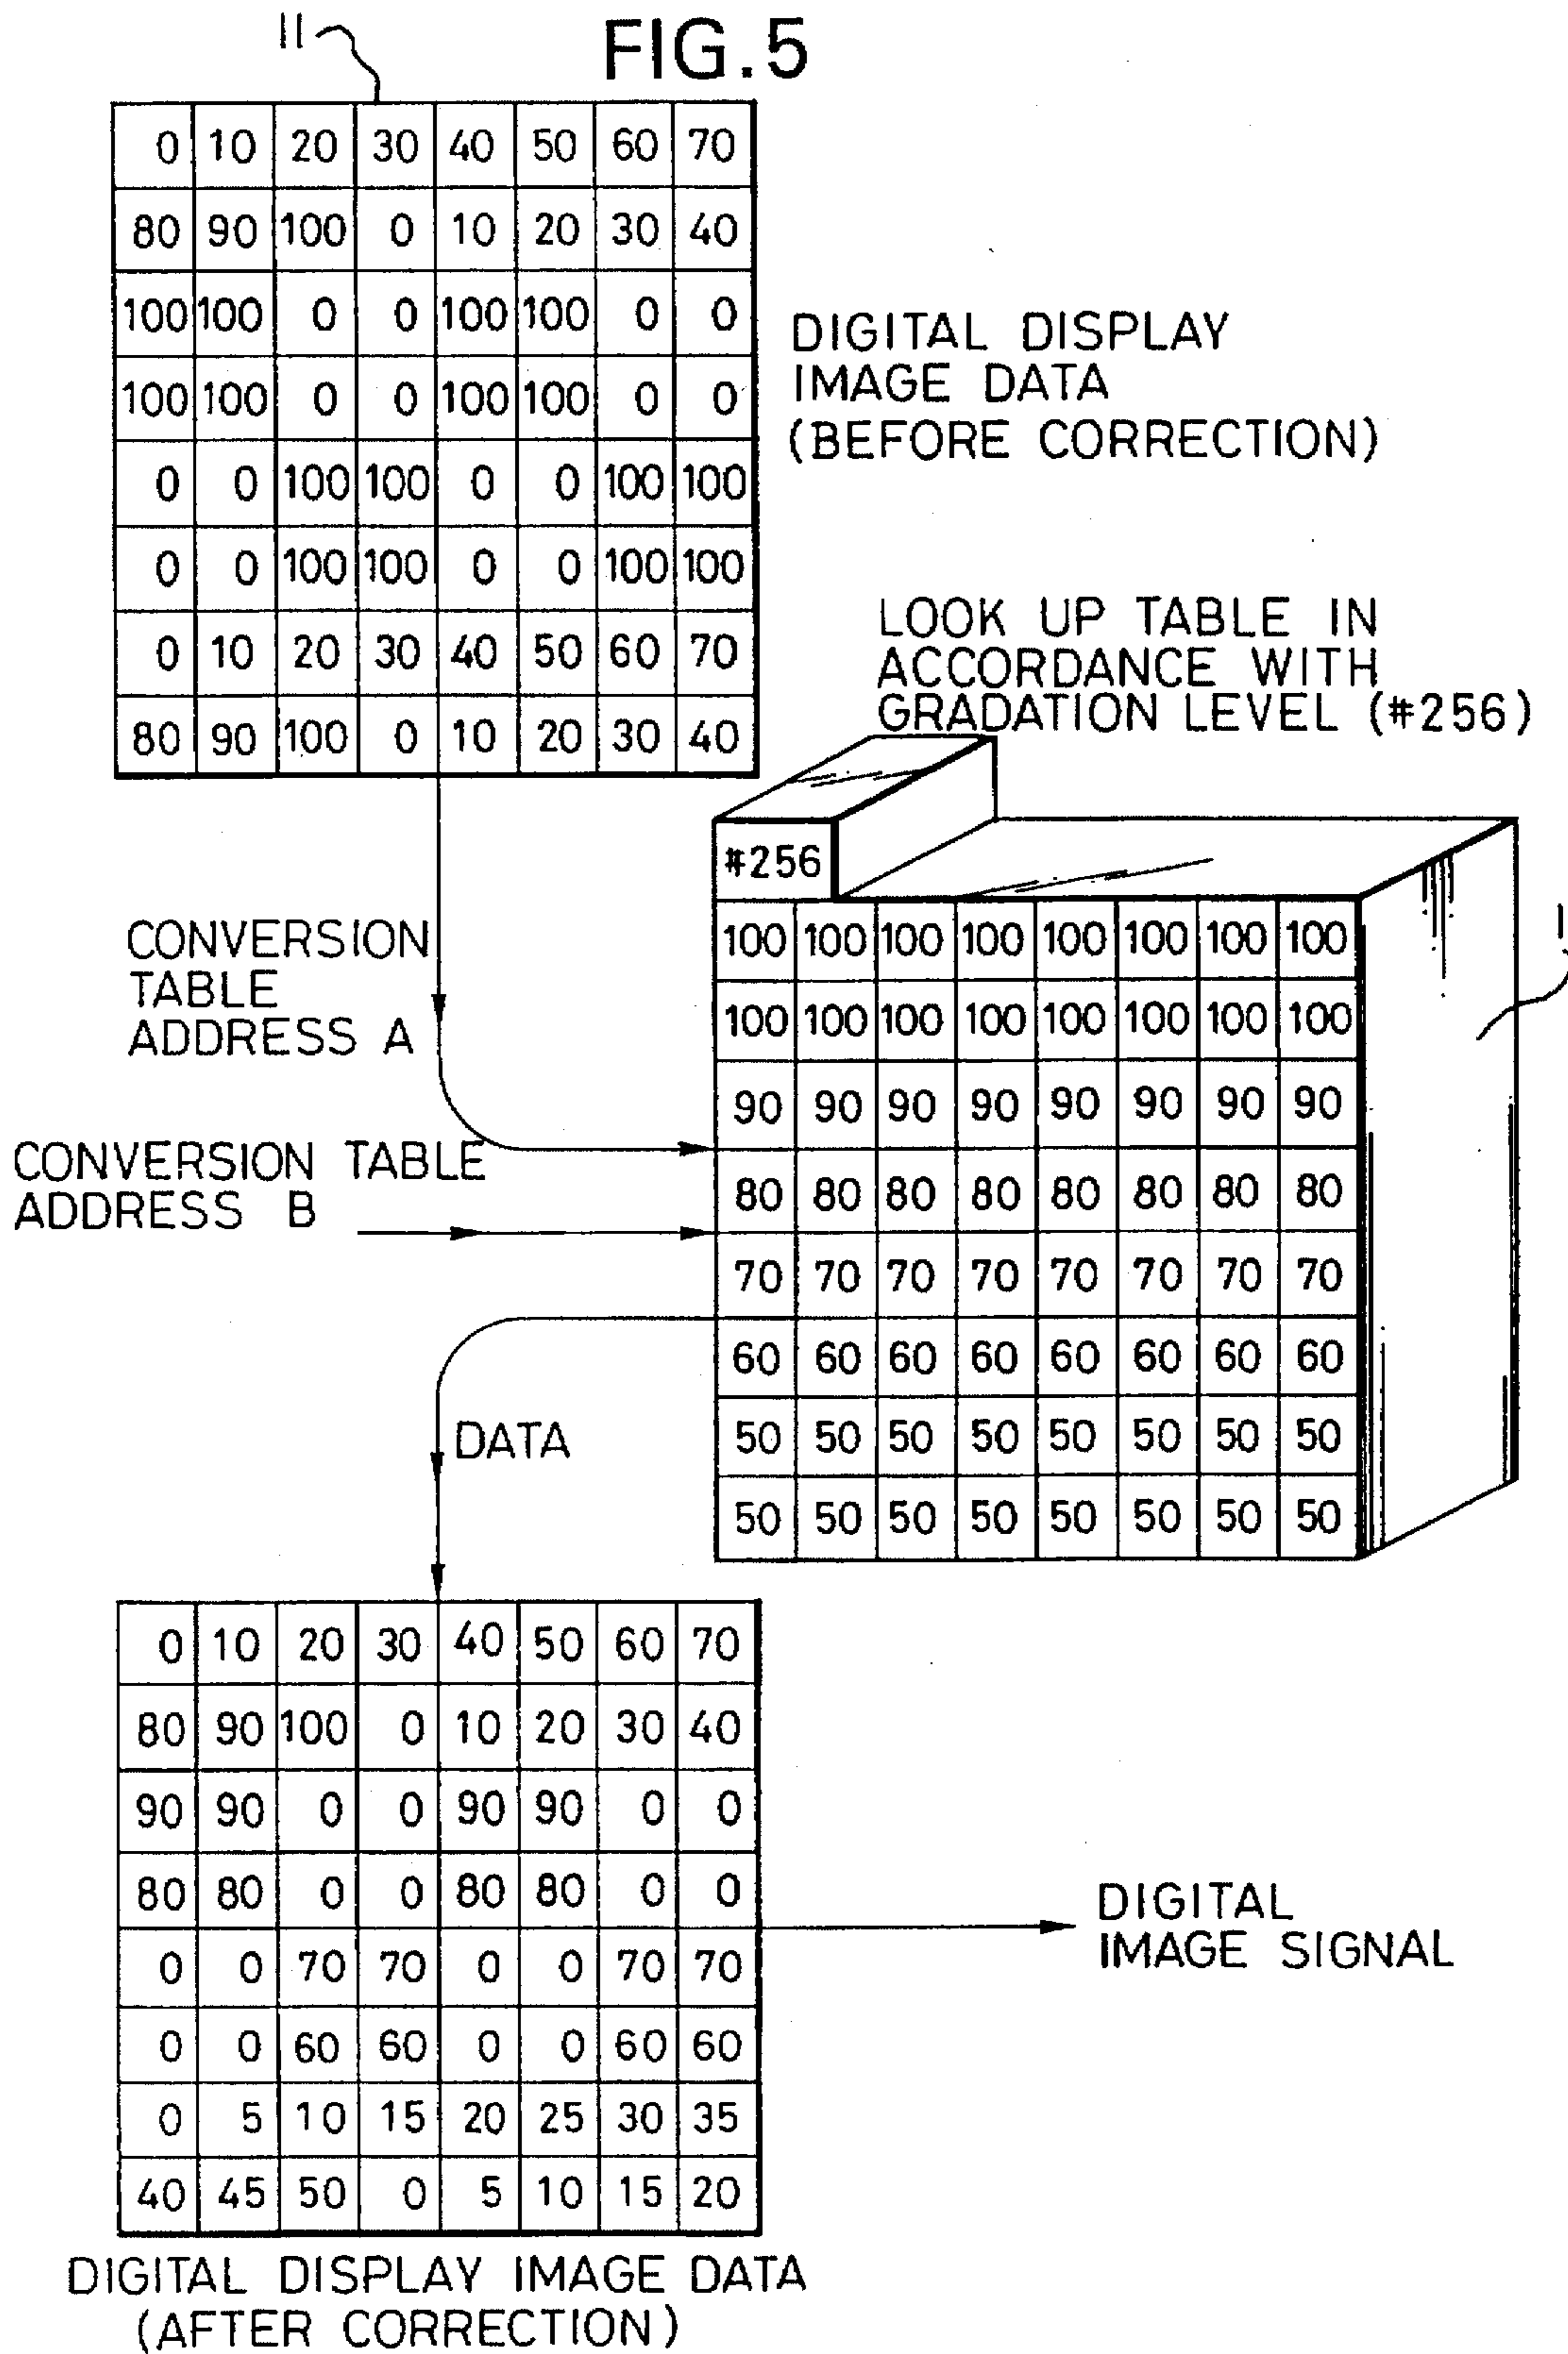 11
FIG.5
0 10 20 30 40 50 60 70
80 90 100 0 10 20 30 40
100 100 0 0 100 100 0 0
100 100 0 0 100 100 0 0
0 0 100 100 0 0 100 100
0 0 100 100 0 0 100 100
0 10 20 30 40 50 60 70
80 90 100 0 10 20 30 40
DIGITAL DISPLAY
IMAGE DATA
(BEFORE CORRECTION)
LOOK UP TABLE IN
ACCORDANCE WITH
GRADATION LEVEL (#256)
#256
100 100 100 100 100 100 100 100
100 100 100 100 100 100 100 100
90 90 90 90 90 90 90 90
80 80 80 80 80 80 80 80
70 70 70 70 70 70 70 70
60 60 60 60 60 60 60 60
50 50 50 50 50 50 50 50
50 50 50 50 50 50 50 50
CONVERSION
TABLE
ADDRESS A
CONVERSION TABLE
ADDRESS B
DATA
0 10 20 30 40 50 60 70
80 90 100 0 10 20 30 40
90 90 0 0 90 90 0 0
80 80 0 0 80 80 0 0
0 0 70 70 0 0 70 70
0 0 60 60 0 0 60 60
0 5 10 15 20 25 30 35
40 45 50 0 5 10 15 20
DIGITAL
IMAGE SIGNAL
DIGITAL DISPLAY IMAGE DATA
(AFTER CORRECTION)